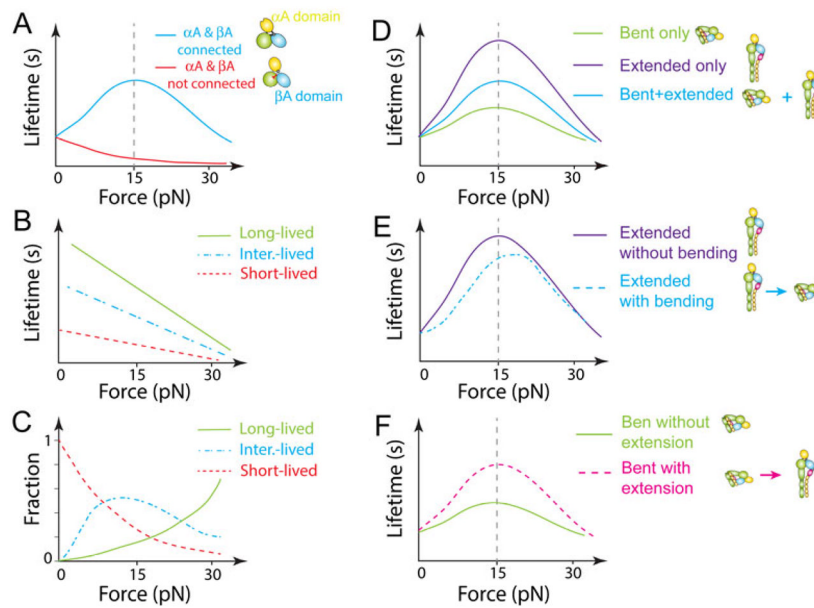 A
αA domain
αA & βA
connected
αA & βA
not connected
βA domain
Lifetime (s)
0
15
30
Force (pN)
B
Long-lived
Inter.-lived
Short-lived
Lifetime (s)
0
15
30
Force (pN)
C
Long-lived
Inter.-lived
Short-lived
1
Fraction
0
0
15
30
Force (pN)
D
Bent only
Extended only
Bent+extended
+
Lifetime (s)
0
15
30
Force (pN)
E
Extended
without bending
Extended
with bending
Lifetime (s)
0
15
30
Force (pN)
F
Ben without
extension
Bent with
extension
Lifetime (s)
0
15
30
Force (pN)